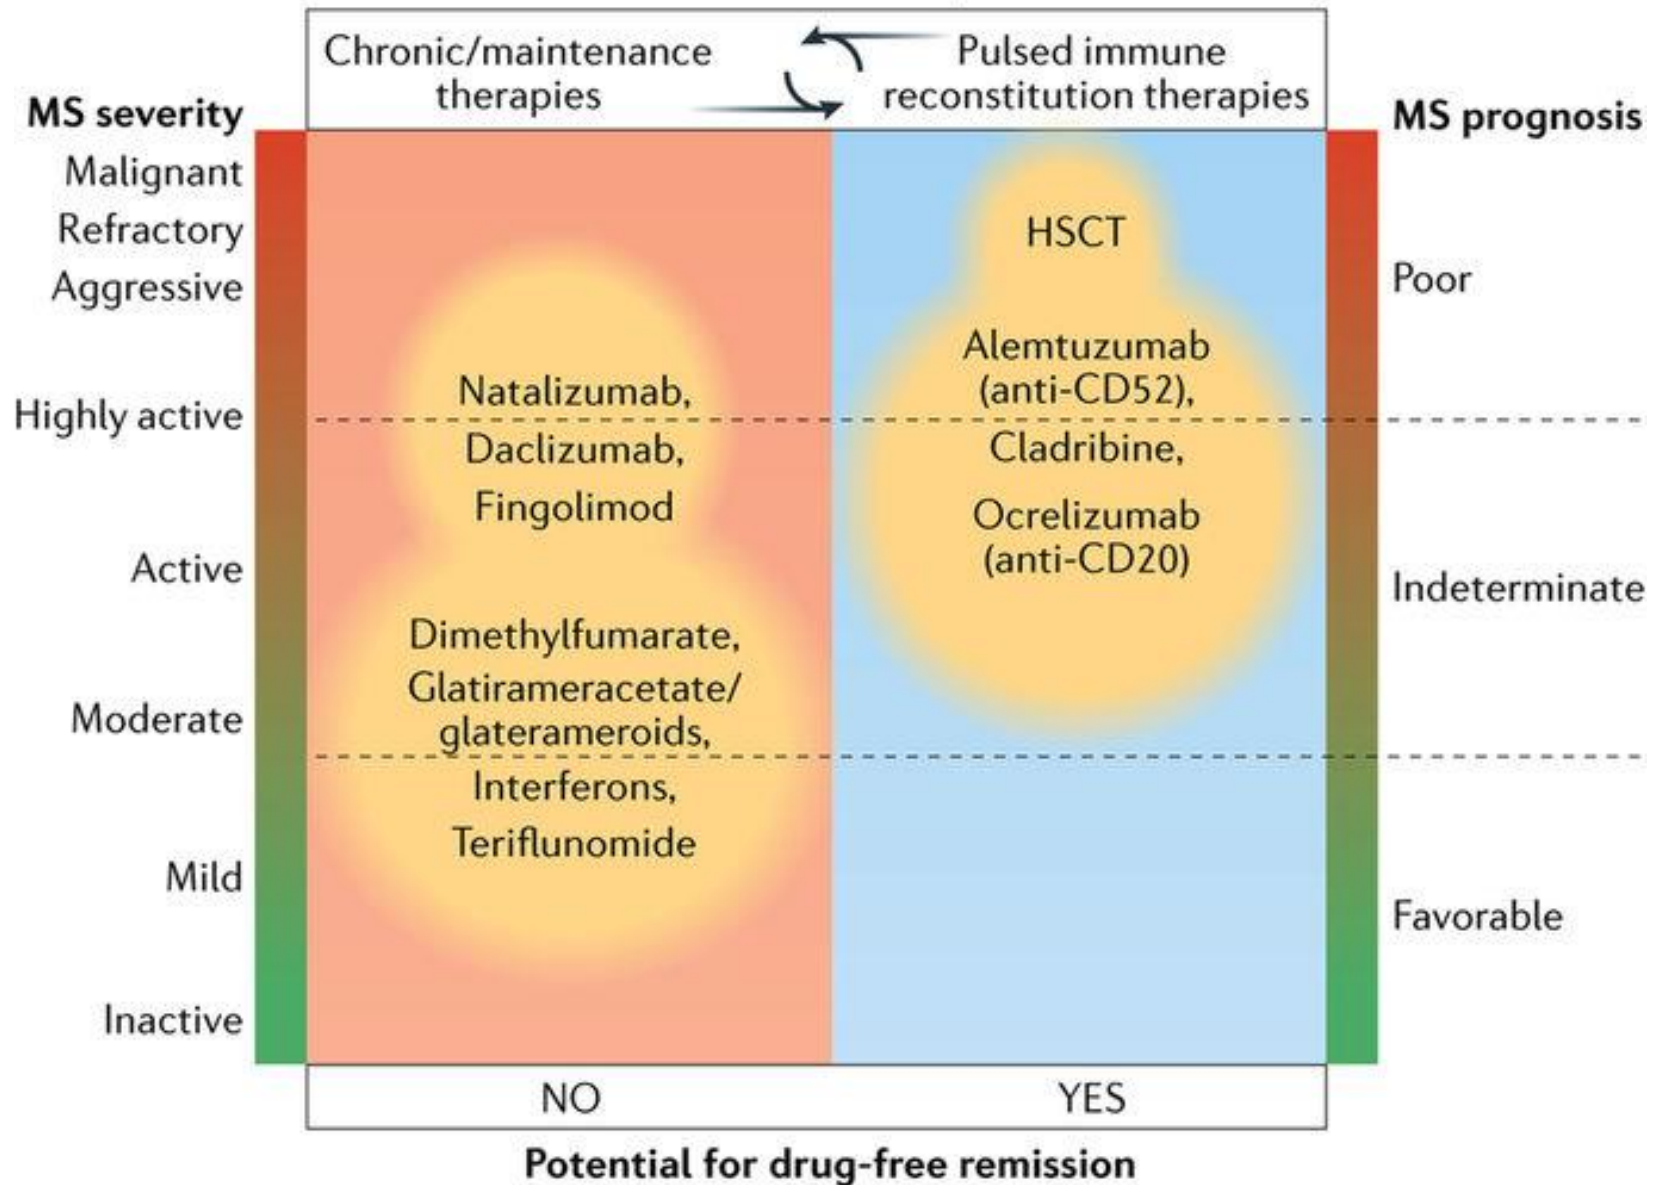 Chronic/maintenance
therapies
Pulsed immune
reconstitution therapies
MS severity
Malignant
Refractory
Aggressive
Highly active
Active
Moderate
Mild
Inactive
Natalizumab,
Daclizumab,
Fingolimod
Dimethylfumarate,
Glatirameracetate/
glaterameroids,
Interferons,
Teriflunomide
HSCT
Alemtuzumab
(anti-CD52),
Cladribine,
Ocrelizumab
(anti-CD20)
MS prognosis
Poor
Indeterminate
Favorable
NO
YES
Potential for drug-free remission